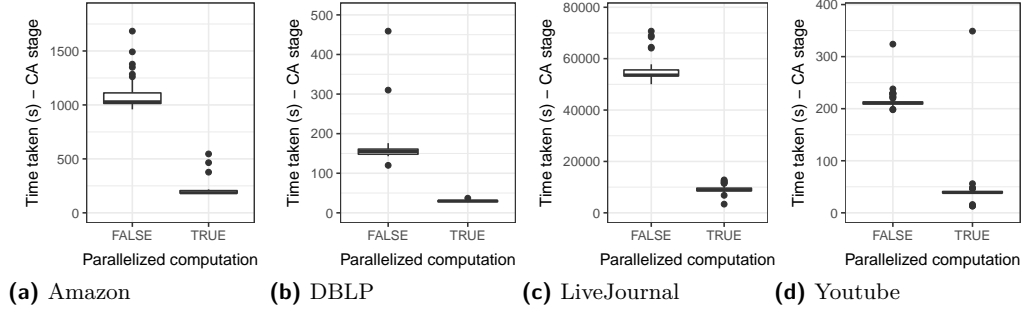 Time taken (s) – CA stage
1500
1000
500
0
FALSE TRUE
Parallelized computation
(a) Amazon
Time taken (s) – CA stage
500
400
300
200
100
0
FALSE TRUE
Parallelized computation
(b) DBLP
Time taken (s) – CA stage
80000
60000
40000
20000
0
FALSE TRUE
Parallelized computation
(c) LiveJournal
Time taken (s) – CA stage
400
300
200
100
0
FALSE TRUE
Parallelized computation
(d) Youtube